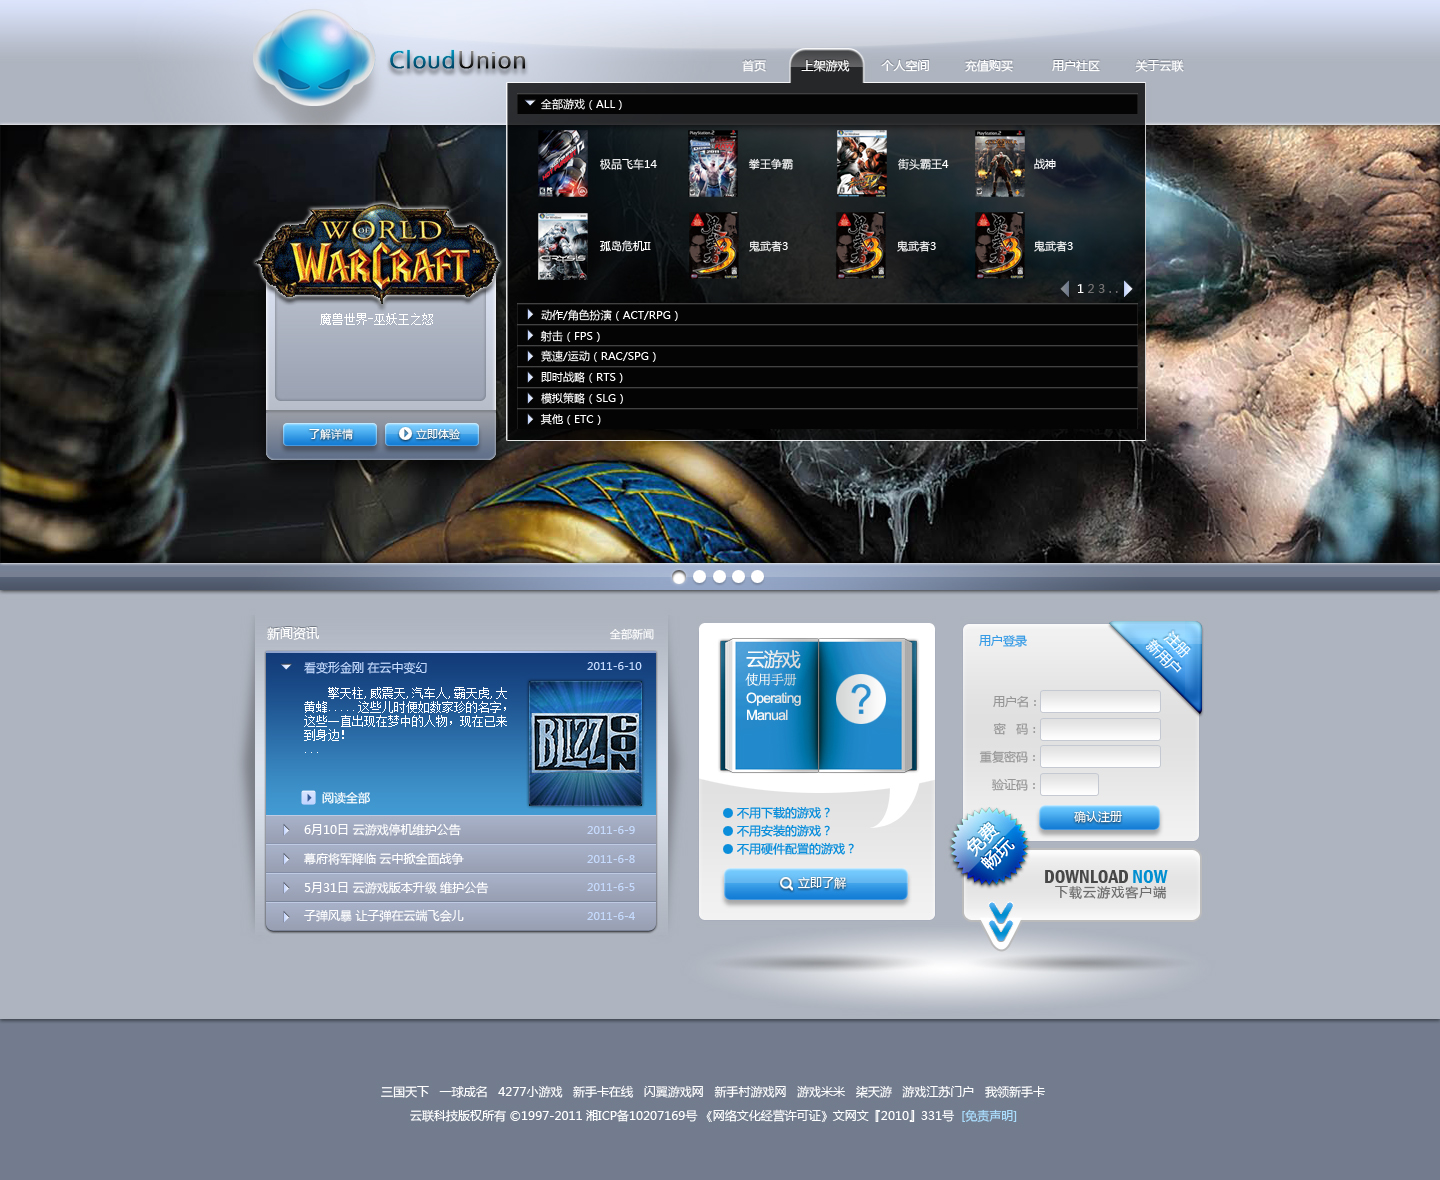 CloudUnion
首页 上架游戏 个人空间 充值购买 用户社区 关于云联
全部游戏（ALL）
极品飞车14 拳王争霸 街头霸王4 战神
孤岛危机II 鬼武者3 鬼武者3 鬼武者3
1 2 3 . .
动作/角色扮演（ACT/RPG）
射击（FPS）
竞速/运动（RAC/SPG）
即时战略（RTS）
模拟策略（SLG）
其他（ETC）
WORLD
OF
WARCRAFT
魔兽世界-巫妖王之怒
了解详情 立即体验
新闻资讯 全部新闻
看变形金刚 在云中变幻 2011-6-10
擎天柱, 威震天, 汽车人, 霸天虎, 大
黄蜂.....这些儿时便如数家珍的名字，
这些一直出现在梦中的人物，现在已来
到身边!
...
BLIZZ
CON
阅读全部
6月10日 云游戏停机维护公告 2011-6-9
幕府将军降临 云中掀全面战争 2011-6-8
5月31日 云游戏版本升级 维护公告 2011-6-5
子弹风暴 让子弹在云端飞会儿 2011-6-4
云游戏
使用手册
Operating
Manual
?
不用下载的游戏？
不用安装的游戏？
不用硬件配置的游戏？
立即了解
用户登录
注册
新用户
用户名：
密 码：
重复密码：
验证码：
确认注册
免费
畅玩
DOWNLOAD NOW
下载云游戏客户端
三国天下 一球成名 4277小游戏 新手卡在线 闪翼游戏网 新手村游戏网 游戏米米 柒天游 游戏江苏门户 我领新手卡
云联科技版权所有 ©1997-2011 湘ICP备10207169号 《网络文化经营许可证》文网文『2010』331号 [免责声明]